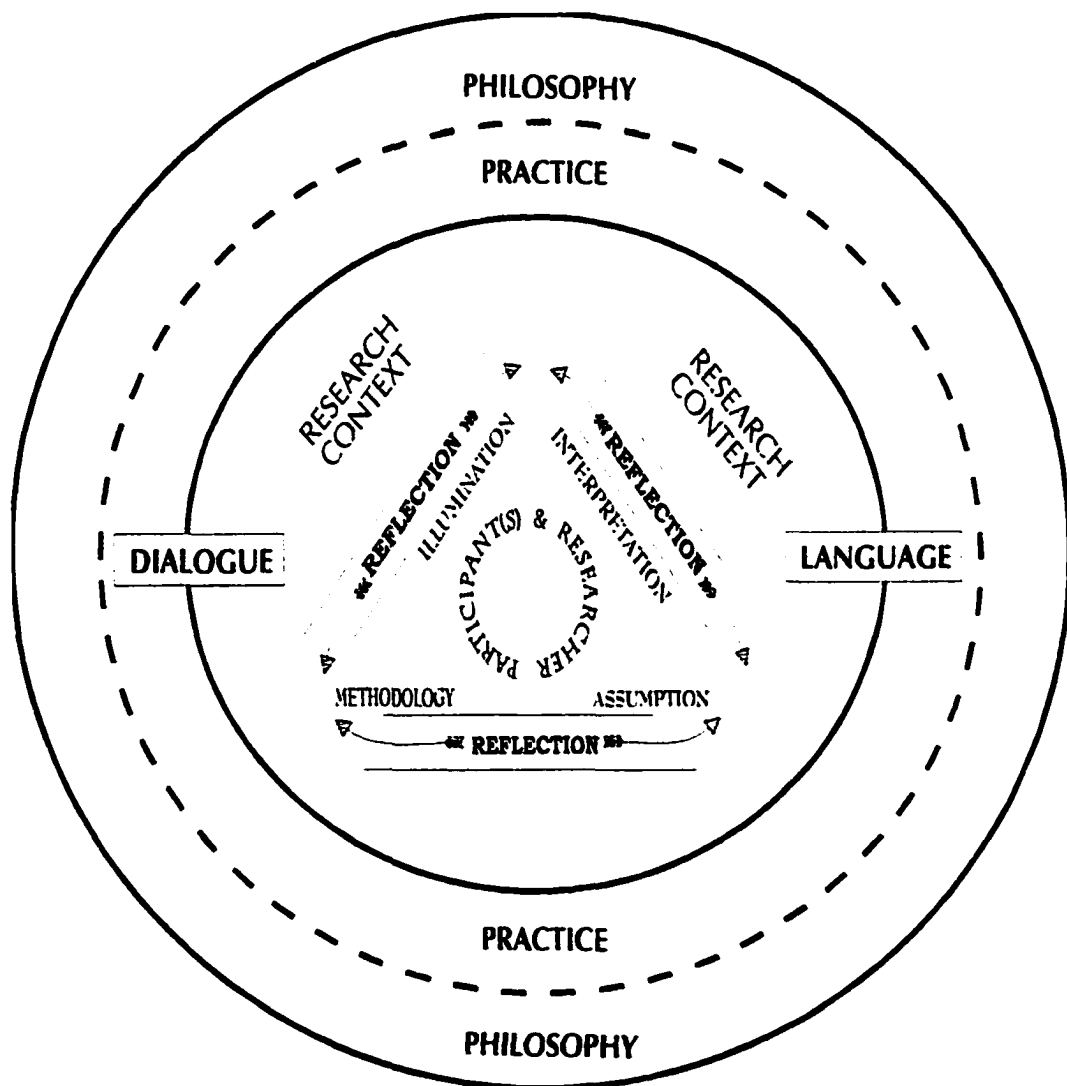 PHILOSOPHY
PRACTICE
RESEARCH
CONTEXT
RESEARCH
CONTEXT
REFLECTION
ILLUMINATION
REFLECTION
INTERPRETATION
PARTICIPANT(S) & RESEARCHER
DIALOGUE
LANGUAGE
METHODOLOGY
ASSUMPTION
REFLECTION
PRACTICE
PHILOSOPHY